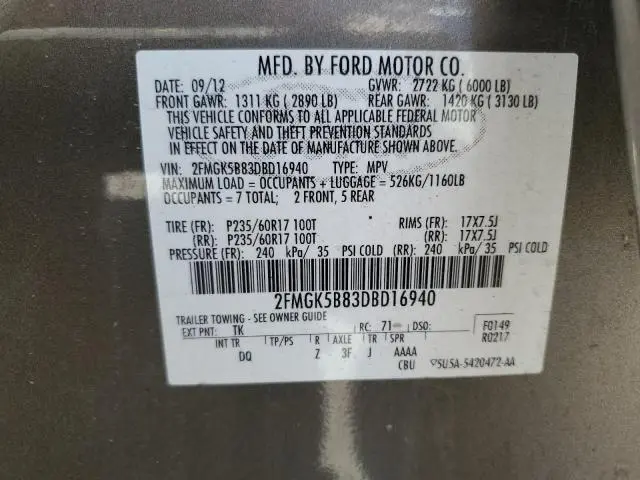 MFD. BY FORD MOTOR CO.
DATE: 09/12 GVWR: 2722 KG ( 6000 LB)
FRONT GAWR: 1311 KG ( 2890 LB) REAR GAWR: 1420 KG ( 3130 LB)
THIS VEHICLE CONFORMS TO ALL APPLICABLE FEDERAL MOTOR
VEHICLE SAFETY AND THEFT PREVENTION STANDARDS
IN EFFECT ON THE DATE OF MANUFACTURE SHOWN ABOVE.
VIN: 2FMGK5B83DBD16940 TYPE: MPV
MAXIMUM LOAD = OCCUPANTS + LUGGAGE = 526KG/1160LB
OCCUPANTS = 7 TOTAL; 2 FRONT, 5 REAR
TIRE (FR): P235/60R17 100T RIMS (FR): 17X7.5J
(RR): P235/60R17 100T (RR): 17X7.5J
PRESSURE (FR): 240 kPa/ 35 PSI COLD (RR): 240 kPa/ 35 PSI COLD
2FMGK5B83DBD16940
TRAILER TOWING - SEE OWNER GUIDE
EXT PNT: TK RC: 71 DSO: F0149
INT TR TP/PS R AXLE TR SPR R0217
DQ Z 3F J AAAA
CBU 5U5A-5420472-AA